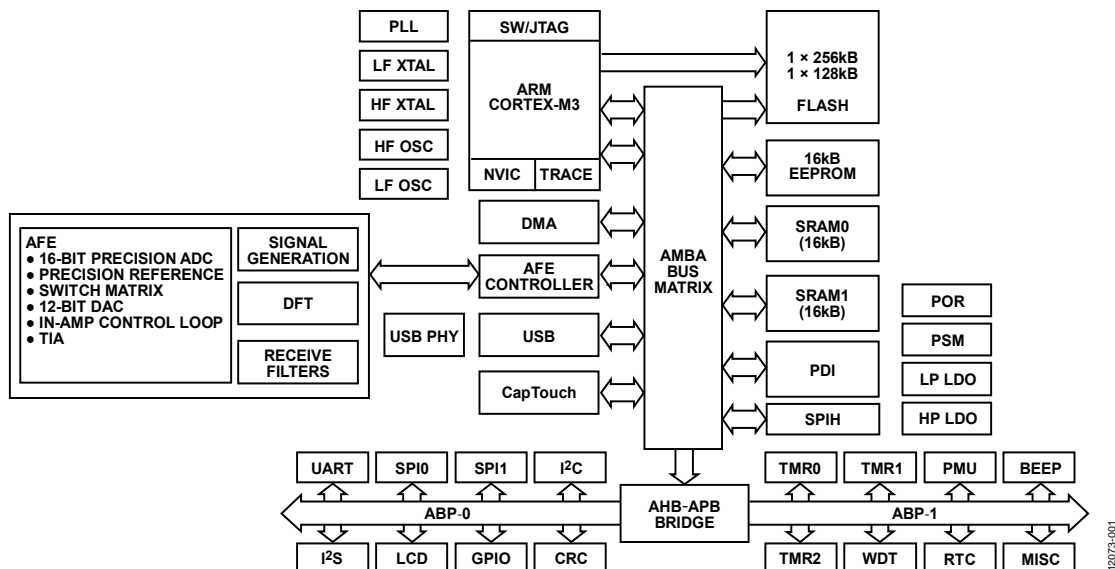 PLL
LF XTAL
HF XTAL
HF OSC
LF OSC
SW/JTAG
ARM
CORTEX-M3
NVIC
TRACE
1 × 256kB
1 × 128kB
FLASH
16kB
EEPROM
DMA
SRAM0
(16kB)
AMBA
BUS
MATRIX
AFE
● 16-BIT PRECISION ADC
● PRECISION REFERENCE
● SWITCH MATRIX
● 12-BIT DAC
● IN-AMP CONTROL LOOP
● TIA
SIGNAL
GENERATION
DFT
RECEIVE
FILTERS
AFE
CONTROLLER
USB PHY
USB
CapTouch
SRAM1
(16kB)
PDI
SPIH
POR
PSM
LP LDO
HP LDO
UART
SPI0
SPI1
I²C
TMR0
TMR1
PMU
BEEP
ABP-0
AHB-APB
BRIDGE
ABP-1
I²S
LCD
GPIO
CRC
TMR2
WDT
RTC
MISC
12073-001